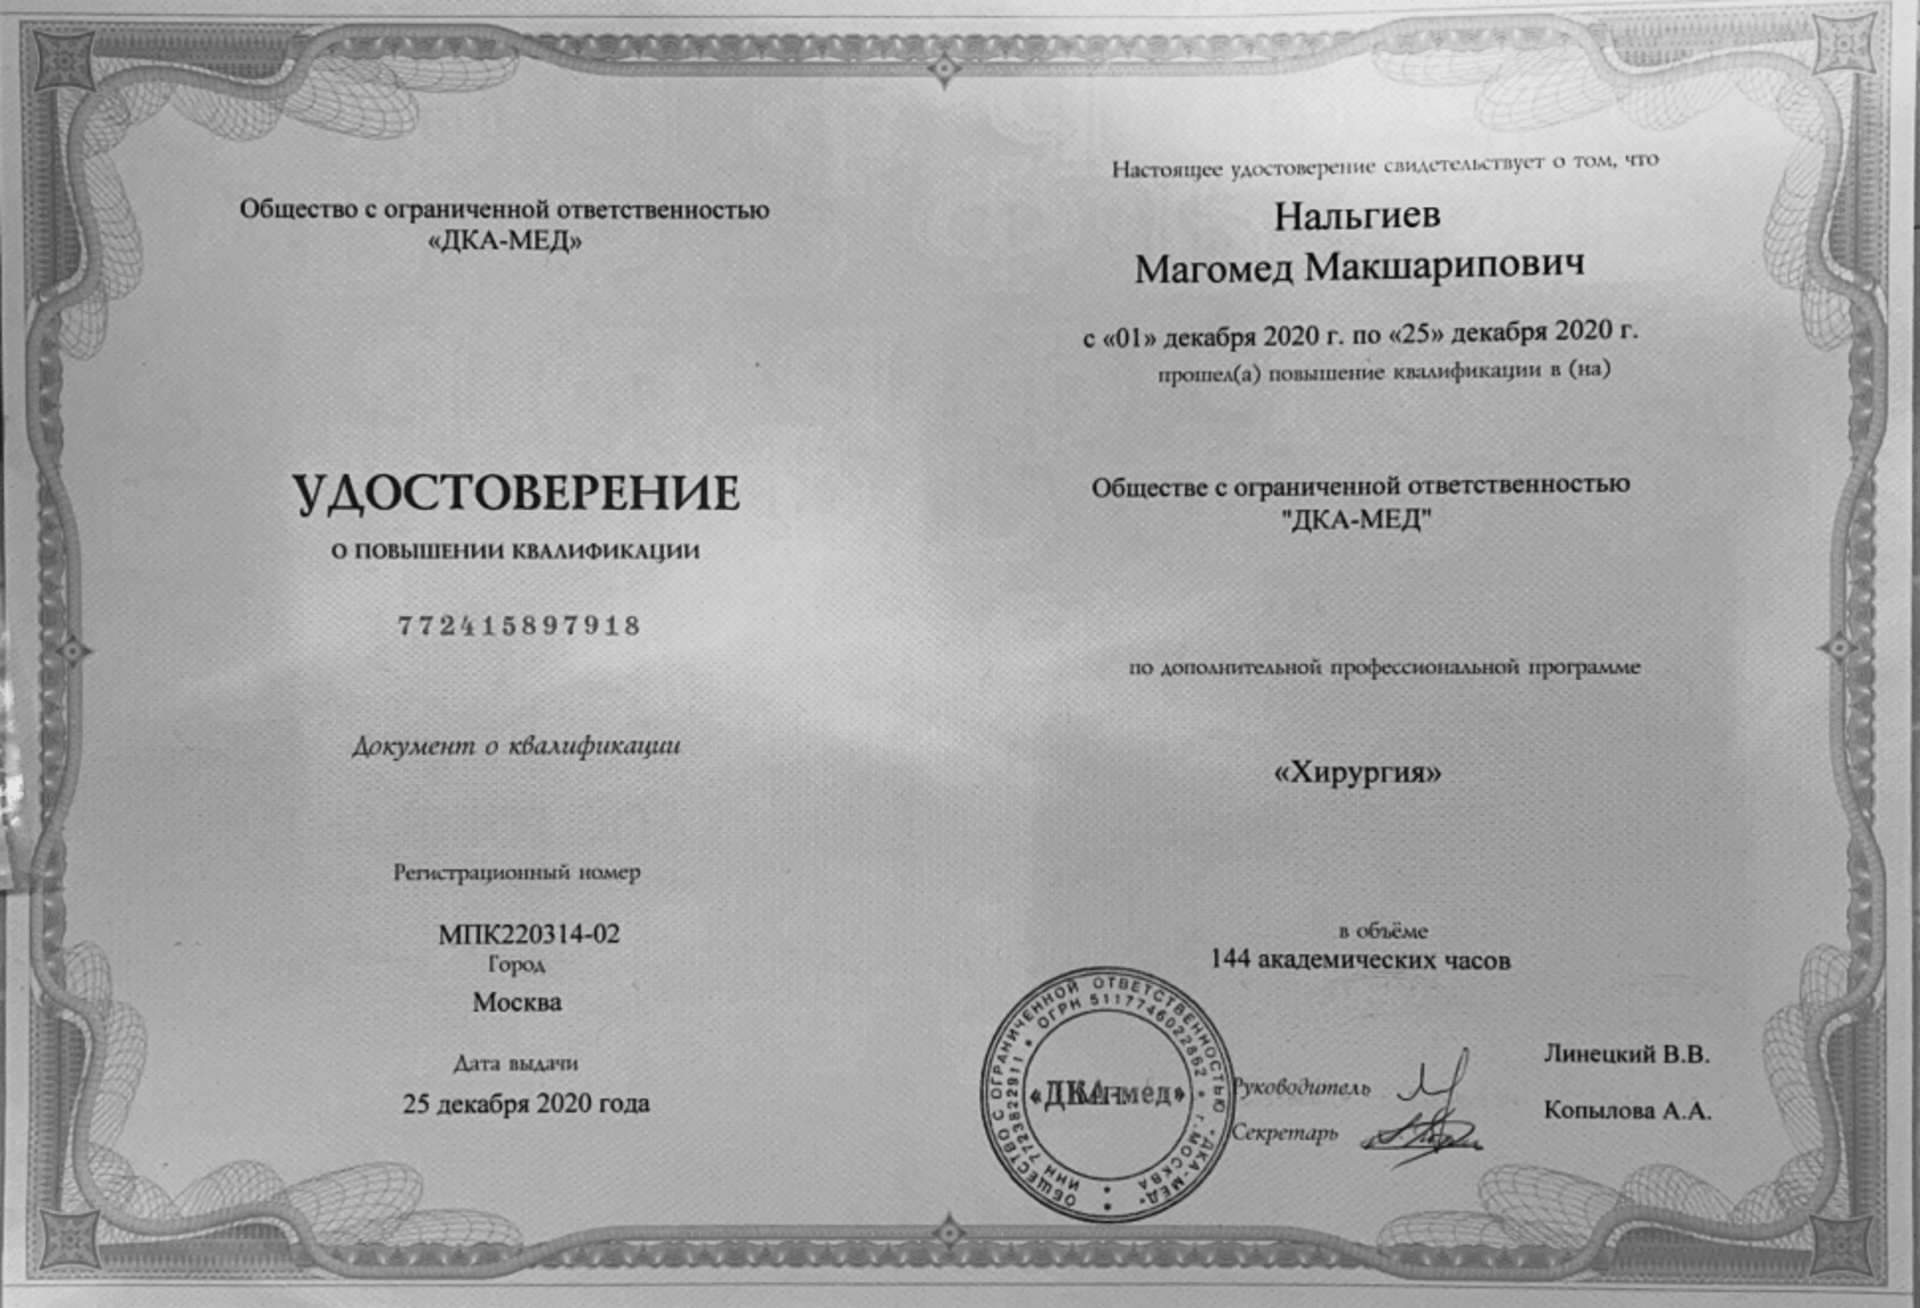 Общество с ограниченной ответственностью
«ДКА-МЕД»
УДОСТОВЕРЕНИЕ
О ПОВЫШЕНИИ КВАЛИФИКАЦИИ
772415897918
Документ о квалификации
Регистрационный номер
МПК220314-02
Город
Москва
Дата выдачи
25 декабря 2020 года
Настоящее удостоверение свидетельствует о том, что
Нальгиев
Магомед Макшарипович
с «01» декабря 2020 г. по «25» декабря 2020 г.
прошел(а) повышение квалификации в (на)
Обществе с ограниченной ответственностью
"ДКА-МЕД"
по дополнительной профессиональной программе
«Хирургия»
в объёме
144 академических часов
Руководитель
Линецкий В.В.
Секретарь
Копылова А.А.
ОБЩЕСТВО С ОГРАНИЧЕННОЙ ОТВЕТСТВЕННОСТЬЮ "ДКА-МЕД"
ИНН 7723822911 * ОГРН 5117746022862 * г.МОСКВА
«ДКА-мед»